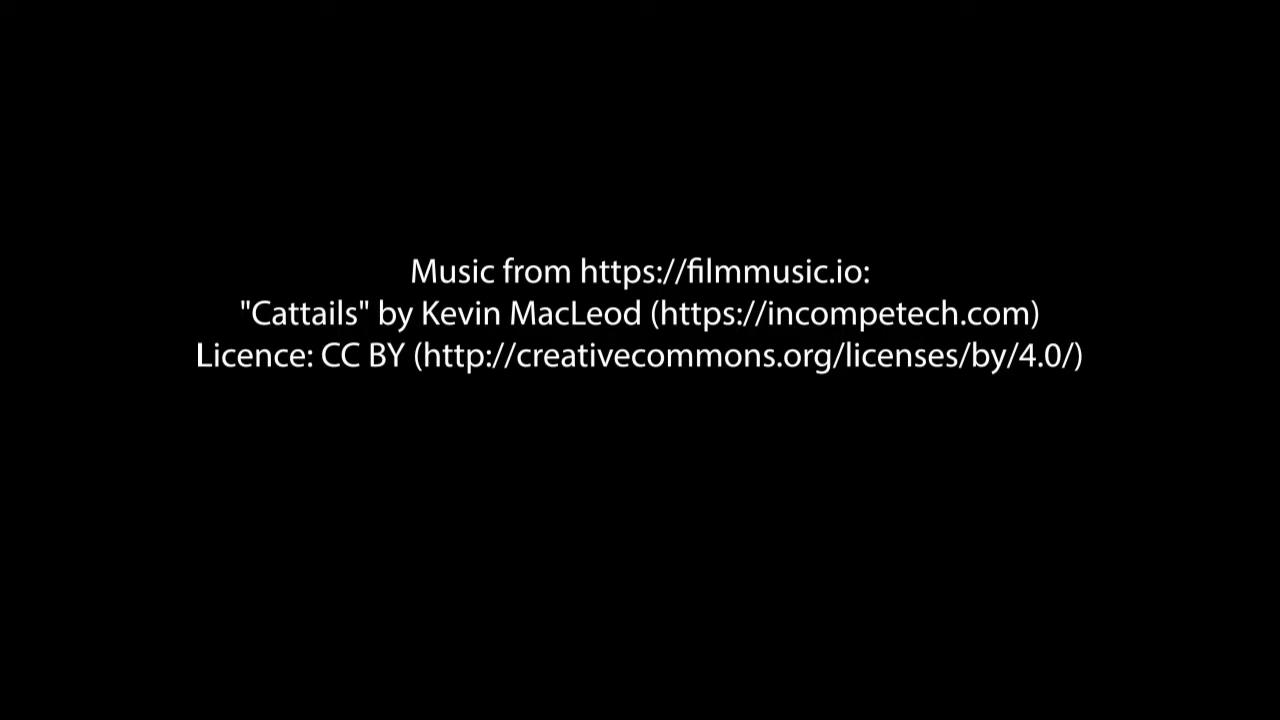 Music from https://filmmusic.io:
"Cattails" by Kevin MacLeod (https://incompetech.com)
Licence: CC BY (http://creativecommons.org/licenses/by/4.0/)